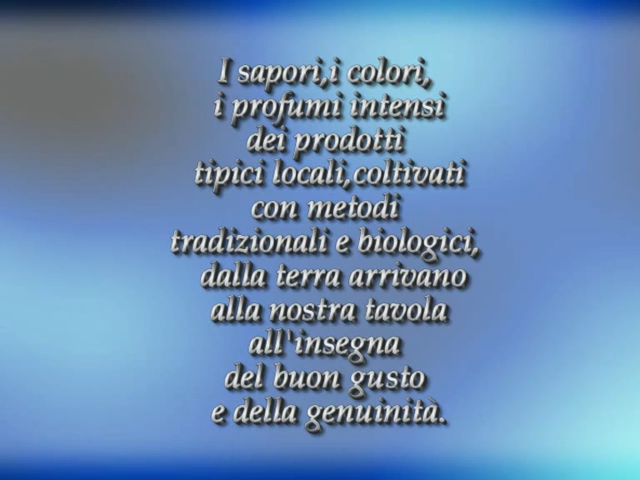 I sapori,i colori,
i profumi intensi
dei prodotti
tipici locali,coltivati
con metodi
tradizionali e biologici,
dalla terra arrivano
alla nostra tavola
all'insegna
del buon gusto
e della genuinità.